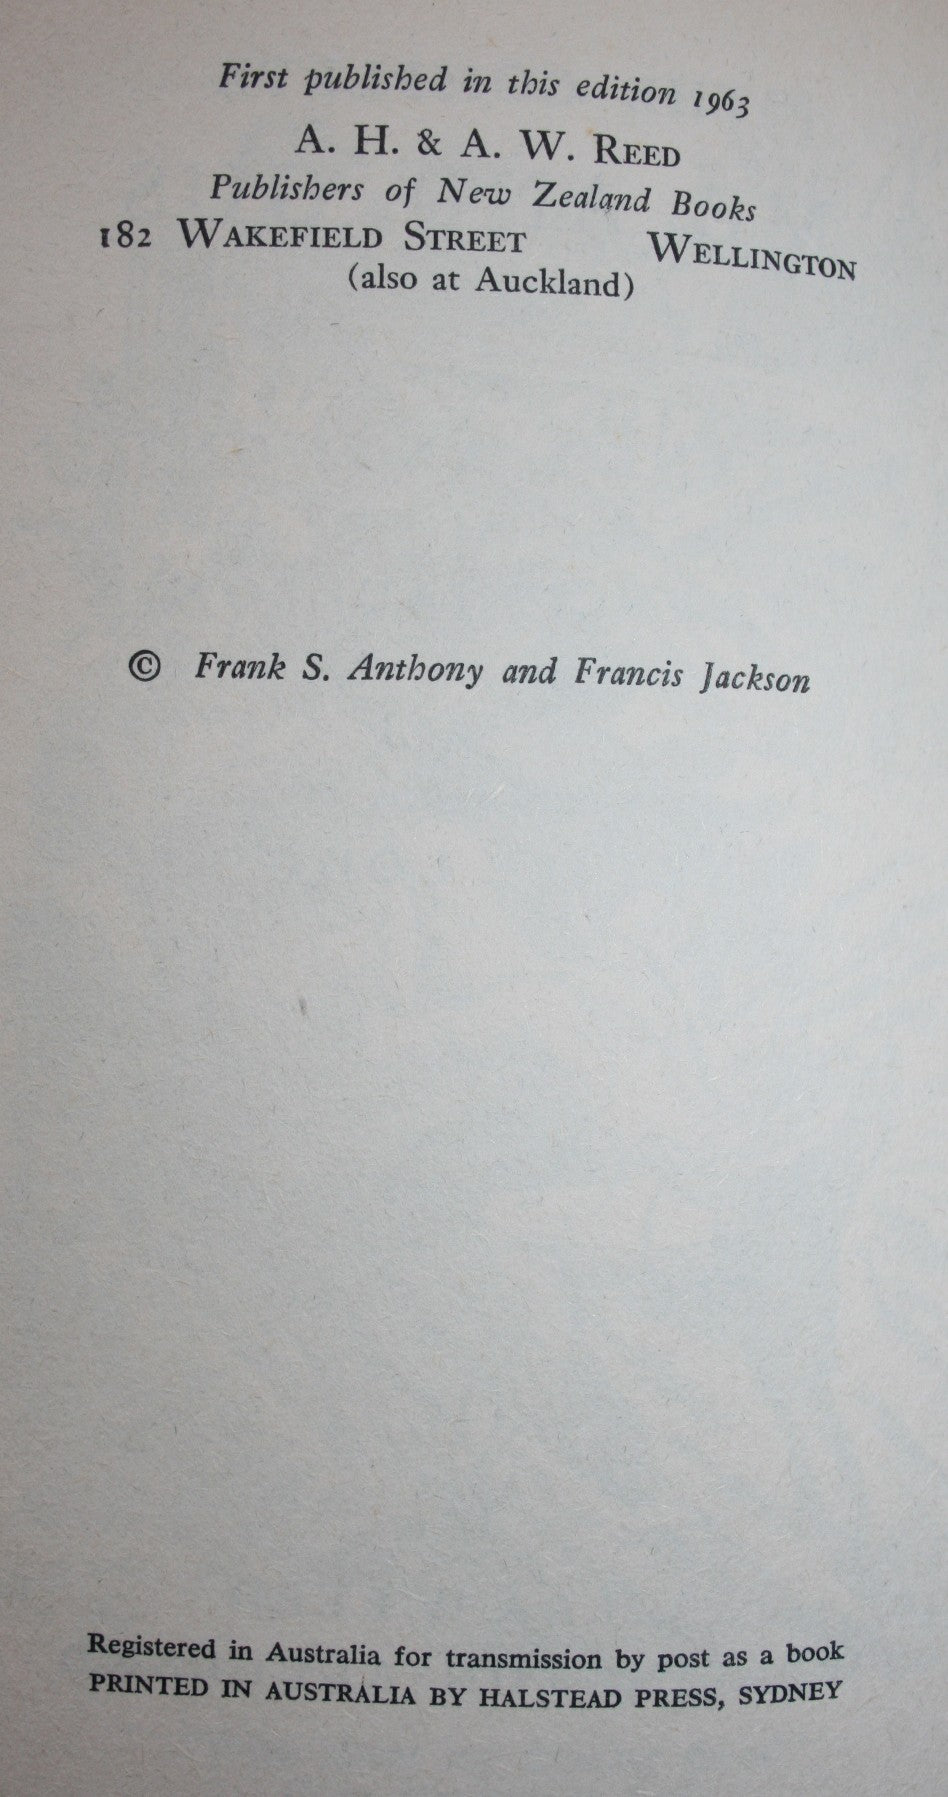 First published in this edition 1963
A. H. & A. W. REED
Publishers of New Zealand Books
182 WAKEFIELD STREET WELLINGTON
(also at Auckland)
© Frank S. Anthony and Francis Jackson
Registered in Australia for transmission by post as a book
PRINTED IN AUSTRALIA BY HALSTEAD PRESS, SYDNEY